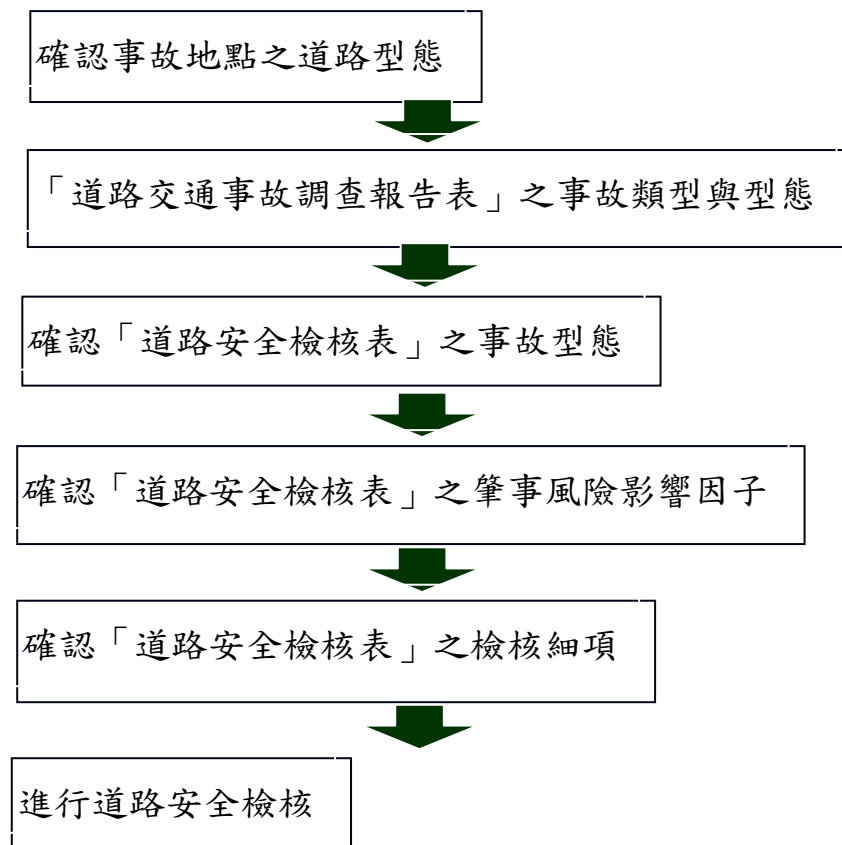 確認事故地點之道路型態
「道路交通事故調查報告表」之事故類型與型態
確認「道路安全檢核表」之事故型態
確認「道路安全檢核表」之肇事風險影響因子
確認「道路安全檢核表」之檢核細項
進行道路安全檢核